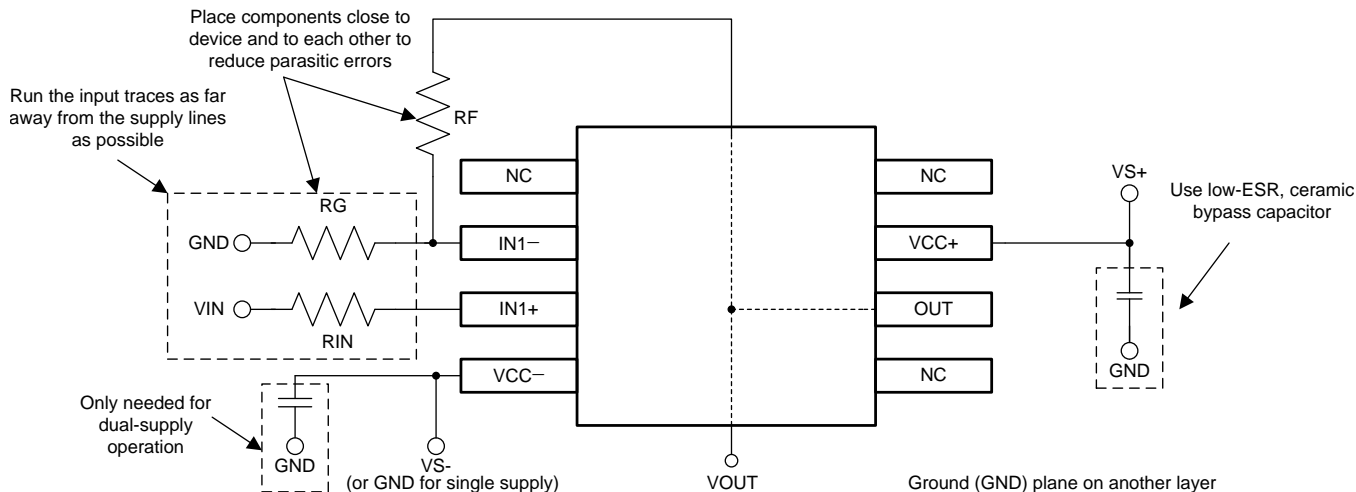 Place components close to
device and to each other to
reduce parasitic errors
Run the input traces as far
away from the supply lines
as possible
RF
NC
NC
VS+
Use low-ESR, ceramic
bypass capacitor
RG
GND
IN1−
VCC+
VIN
IN1+
OUT
RIN
GND
VCC−
NC
Only needed for
dual-supply
operation
GND
VS-
(or GND for single supply)
VOUT
Ground (GND) plane on another layer